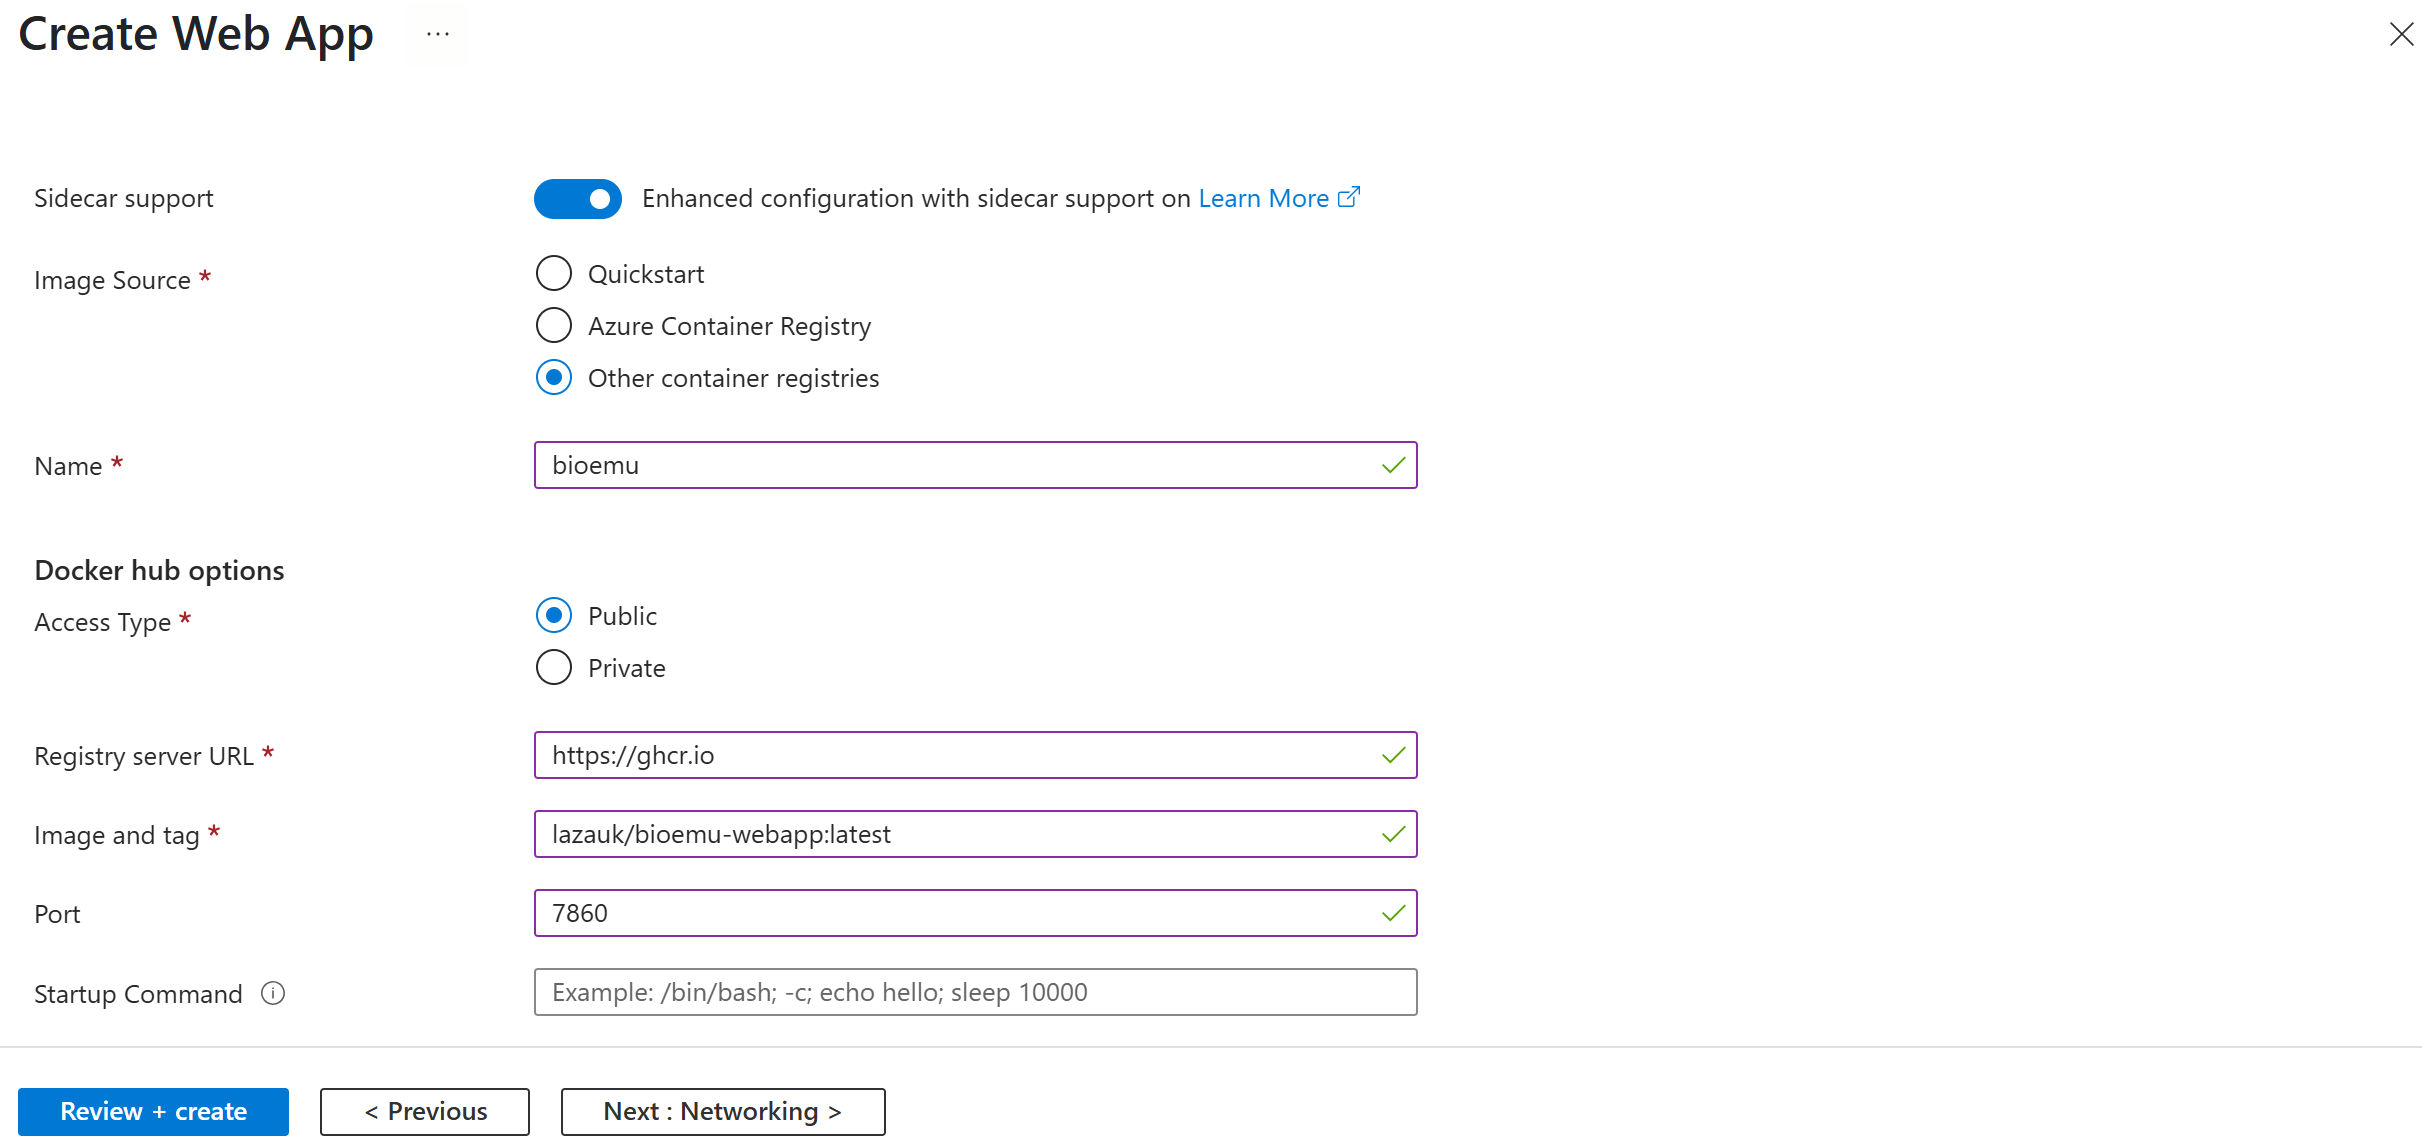 Create Web App ...
Sidecar support Enhanced configuration with sidecar support on Learn More
Image Source * Quickstart
Azure Container Registry
Other container registries
Name * bioemu
Docker hub options
Access Type * Public
Private
Registry server URL * https://ghcr.io
Image and tag * lazauk/bioemu-webapp:latest
Port 7860
Startup Command Example: /bin/bash; -c; echo hello; sleep 10000
Review + create < Previous Next : Networking >